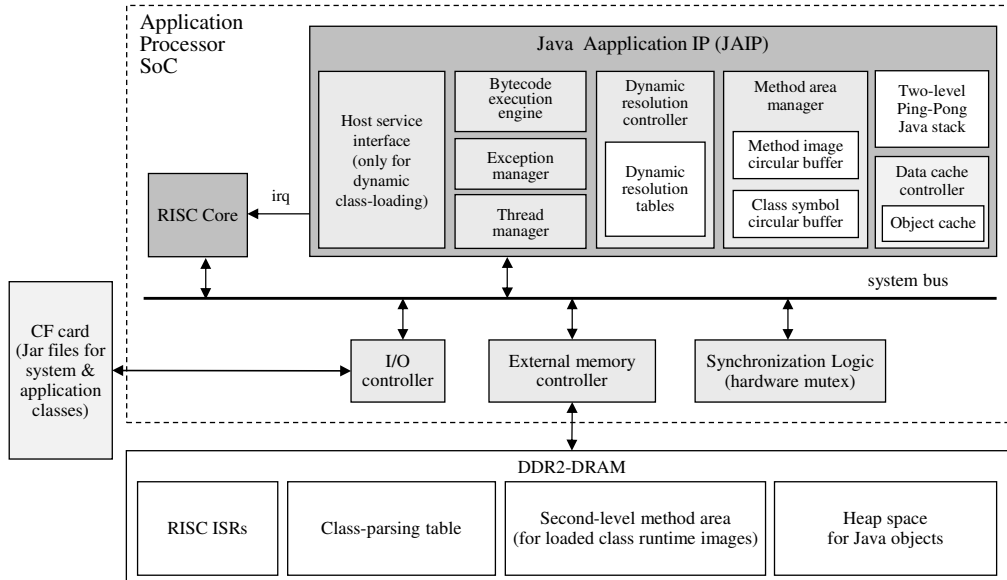 Application
Processor
SoC
Java Aapplication IP (JAIP)
Host service
interface
(only for
dynamic
class-loading)
Bytecode
execution
engine
Exception
manager
Thread
manager
Dynamic
resolution
controller
Dynamic
resolution
tables
Method area
manager
Method image
circular buffer
Class symbol
circular buffer
Two-level
Ping-Pong
Java stack
Data cache
controller
Object cache
RISC Core
irq
system bus
CF card
(Jar files for
system &
application
classes)
I/O
controller
External memory
controller
Synchronization Logic
(hardware mutex)
DDR2-DRAM
RISC ISRs
Class-parsing table
Second-level method area
(for loaded class runtime images)
Heap space
for Java objects